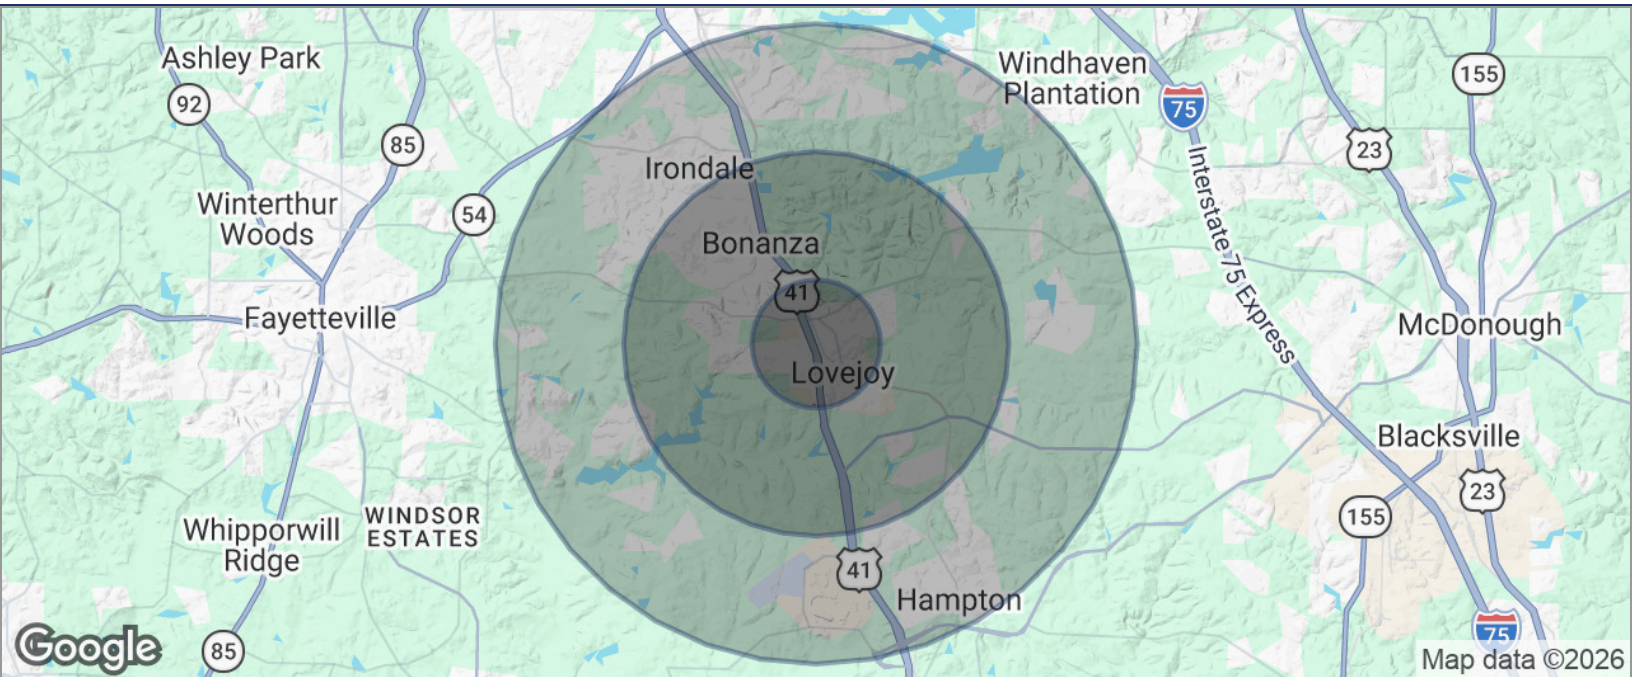 Ashley Park
Windhaven
Plantation
155
92
75
85
23
Irondale
Interstate 75 Express
Winterthur
Woods
54
Bonanza
41
Fayetteville
McDonough
Lovejoy
Blacksville
23
155
Whipporwill
Ridge
WINDSOR
ESTATES
41
Hampton
75
Google
85
Map data ©2026